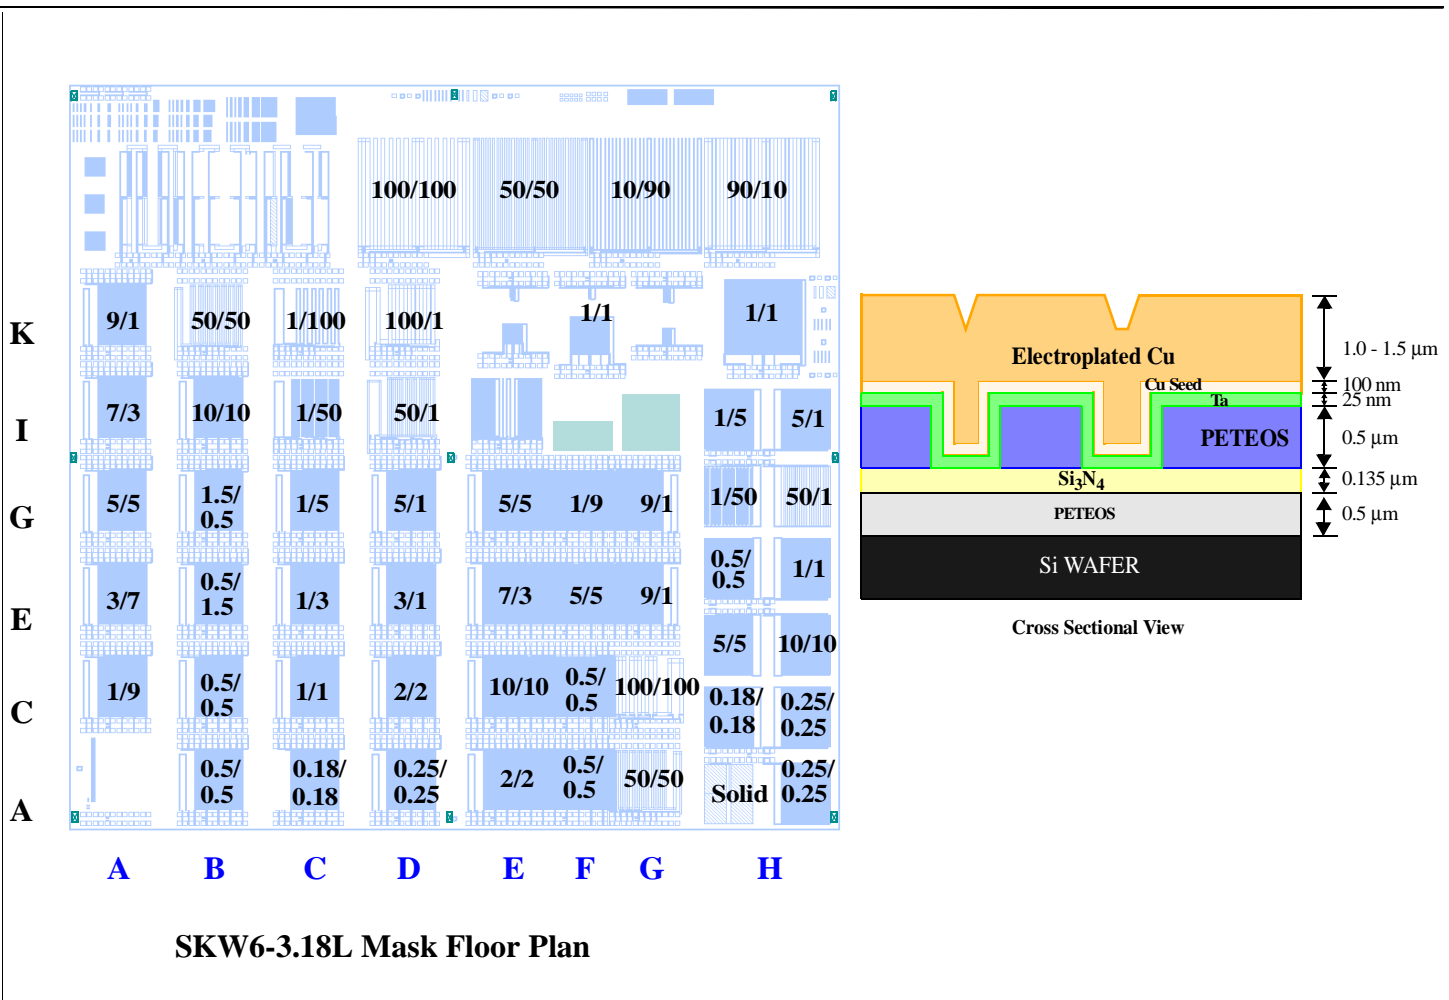 100/100 50/50 10/90 90/10
K 9/1 50/50 1/100 100/1 1/1 1/1
I 7/3 10/10 1/50 50/1 1/5 5/1
G 5/5 1.5/ 1/5 5/1 5/5 1/9 9/1 1/50 50/1
0.5
E 3/7 0.5/ 1/3 3/1 7/3 5/5 9/1 0.5/ 1/1
1.5 0.5
5/5 10/10
C 1/9 0.5/ 1/1 2/2 10/10 0.5/ 100/100 0.18/ 0.25/
0.5 0.5 0.18 0.25
A 0.5/ 0.18/ 0.25/ 2/2 0.5/ 50/50 Solid 0.25/
0.5 0.18 0.25 0.5 0.25
A B C D E F G H
SKW6-3.18L Mask Floor Plan
Electroplated Cu 1.0 - 1.5 µm
Cu Seed 100 nm
Ta 25 nm
PETEOS 0.5 µm
Si3N4 0.135 µm
PETEOS 0.5 µm
Si WAFER
Cross Sectional View